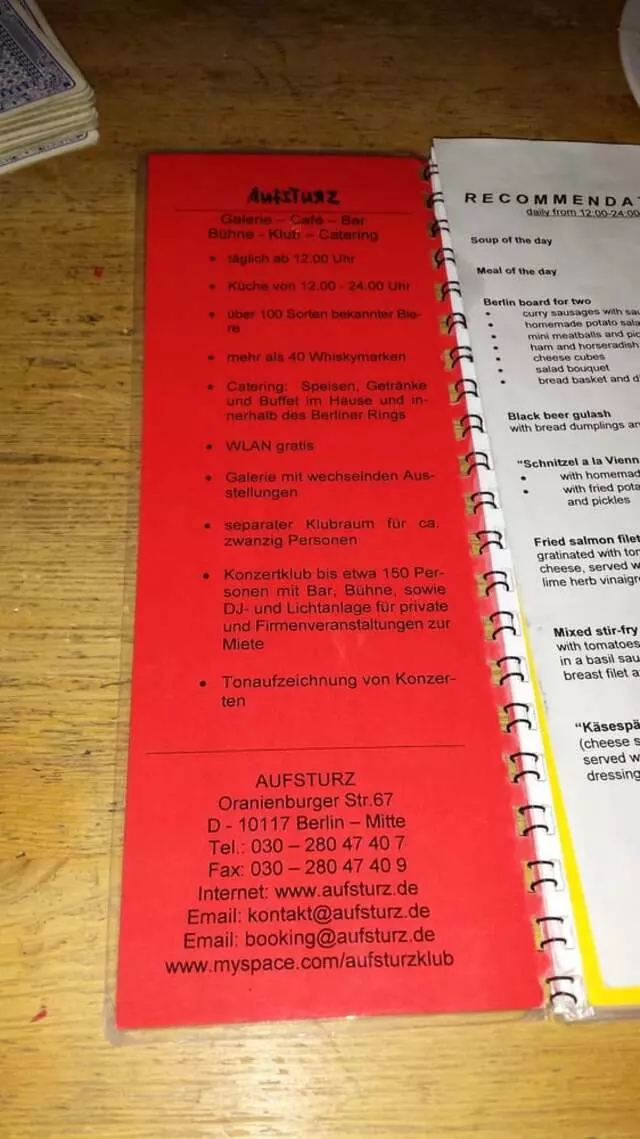 Aufsturz
Galerie – Café – Bar
Bühne - Klub – Catering
• täglich ab 12.00 Uhr
• Küche von 12.00 - 24.00 Uhr
• über 100 Sorten bekannter Bie-
re
• mehr als 40 Whiskymarken
• Catering: Speisen, Getränke
und Buffet im Hause und in-
nerhalb des Berliner Rings
• WLAN gratis
• Galerie mit wechselnden Aus-
stellungen
• separater Klubraum für ca.
zwanzig Personen
• Konzertklub bis etwa 150 Per-
sonen mit Bar, Bühne, sowie
DJ- und Lichtanlage für private
und Firmenveranstaltungen zur
Miete
• Tonaufzeichnung von Konzer-
ten
AUFSTURZ
Oranienburger Str.67
D - 10117 Berlin – Mitte
Tel.: 030 – 280 47 40 7
Fax: 030 – 280 47 40 9
Internet: www.aufsturz.de
Email: kontakt@aufsturz.de
Email: booking@aufsturz.de
www.myspace.com/aufsturzklub
RECOMMENDA
daily from 12:00-24:00
Soup of the day
Meal of the day
Berlin board for two
• curry sausages with sau
• homemade potato sala
• mini meatballs and pic
• ham and horseradish
• cheese cubes
• salad bouquet
• bread basket and d
Black beer gulash
with bread dumplings an
"Schnitzel a la Vienn
• with homemad
• with fried pota
and pickles
Fried salmon filet
gratinated with tom
cheese, served w
lime herb vinaigre
Mixed stir-fry
with tomatoes
in a basil sau
breast filet a
"Käsespä
(cheese s
served w
dressing